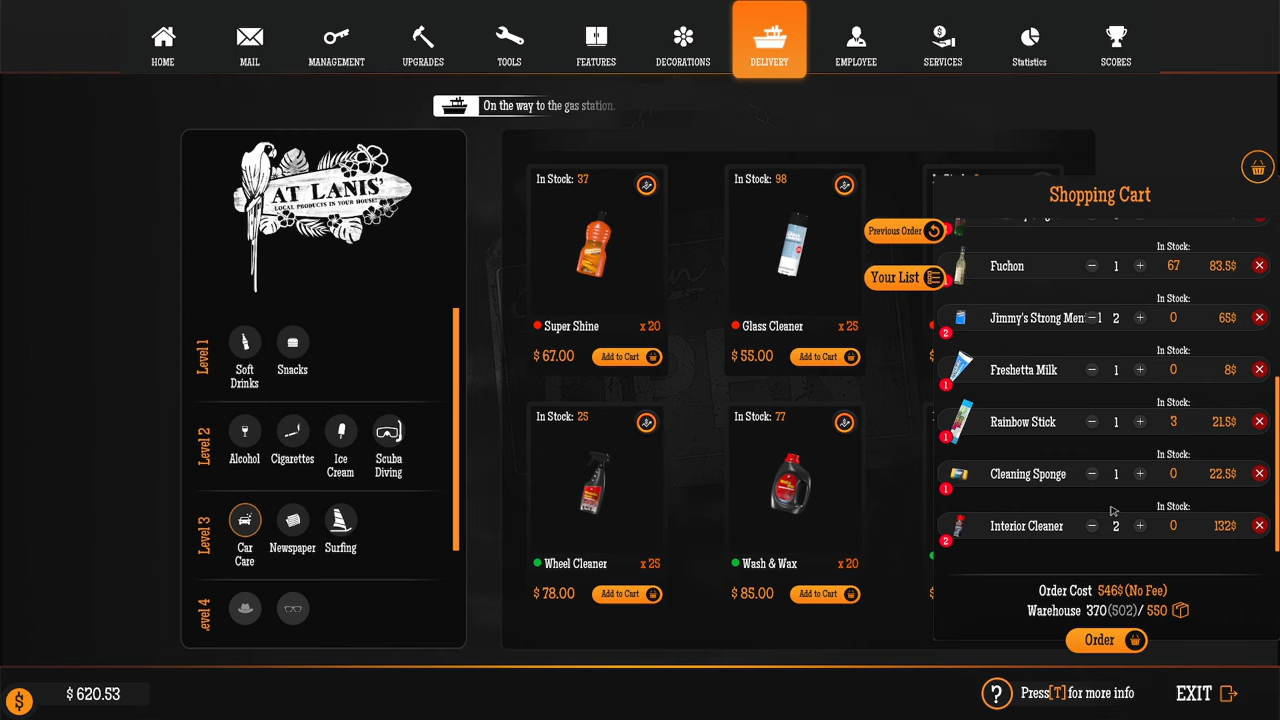 HOME
MAIL
MANAGEMENT
UPGRADES
TOOLS
FEATURES
DECORATIONS
DELIVERY
EMPLOYEE
SERVICES
Statistics
SCORES
On the way to the gas station.
AT LANIS'
LOCAL PRODUCTS IN YOUR HOUSE!
Level 1
Soft Drinks
Snacks
Level 2
Alcohol
Cigarettes
Ice Cream
Scuba Diving
Level 3
Car Care
Newspaper
Surfing
Level 4
In Stock: 37
Super Shine x 20
$ 67.00 Add to Cart
In Stock: 98
Glass Cleaner x 25
$ 55.00 Add to Cart
In Stock: 25
Wheel Cleaner x 25
$ 78.00 Add to Cart
In Stock: 77
Wash & Wax x 20
$ 85.00 Add to Cart
Previous Order
Your List
Shopping Cart
In Stock:
Fuchon 1 67 83.5$
In Stock:
2 Jimmy's Strong Men 2 0 65$
In Stock:
1 Freshetta Milk 1 0 8$
In Stock:
1 Rainbow Stick 1 3 21.5$
In Stock:
1 Cleaning Sponge 1 0 22.5$
In Stock:
2 Interior Cleaner 2 0 132$
Order Cost 546$ (No Fee)
Warehouse 370(502)/ 550
Order
$ 620.53
? Press[T] for more info
EXIT